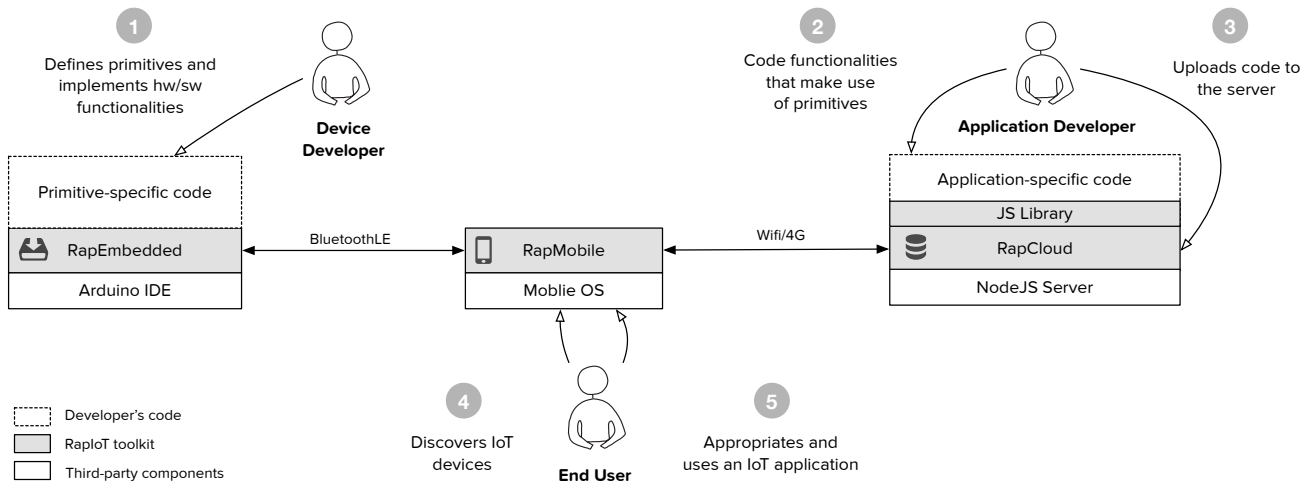 1
Defines primitives and
implements hw/sw
functionalities
Device
Developer
2
Code functionalities
that make use
of primitives
3
Uploads code to
the server
Application Developer
Primitive-specific code
RapEmbedded
Arduino IDE
BluetoothLE
RapMobile
Moblie OS
Wifi/4G
Application-specific code
JS Library
RapCloud
NodeJS Server
4
Discovers IoT
devices
End User
5
Appropriates and
uses an IoT application
Developer's code
RapIoT toolkit
Third-party components